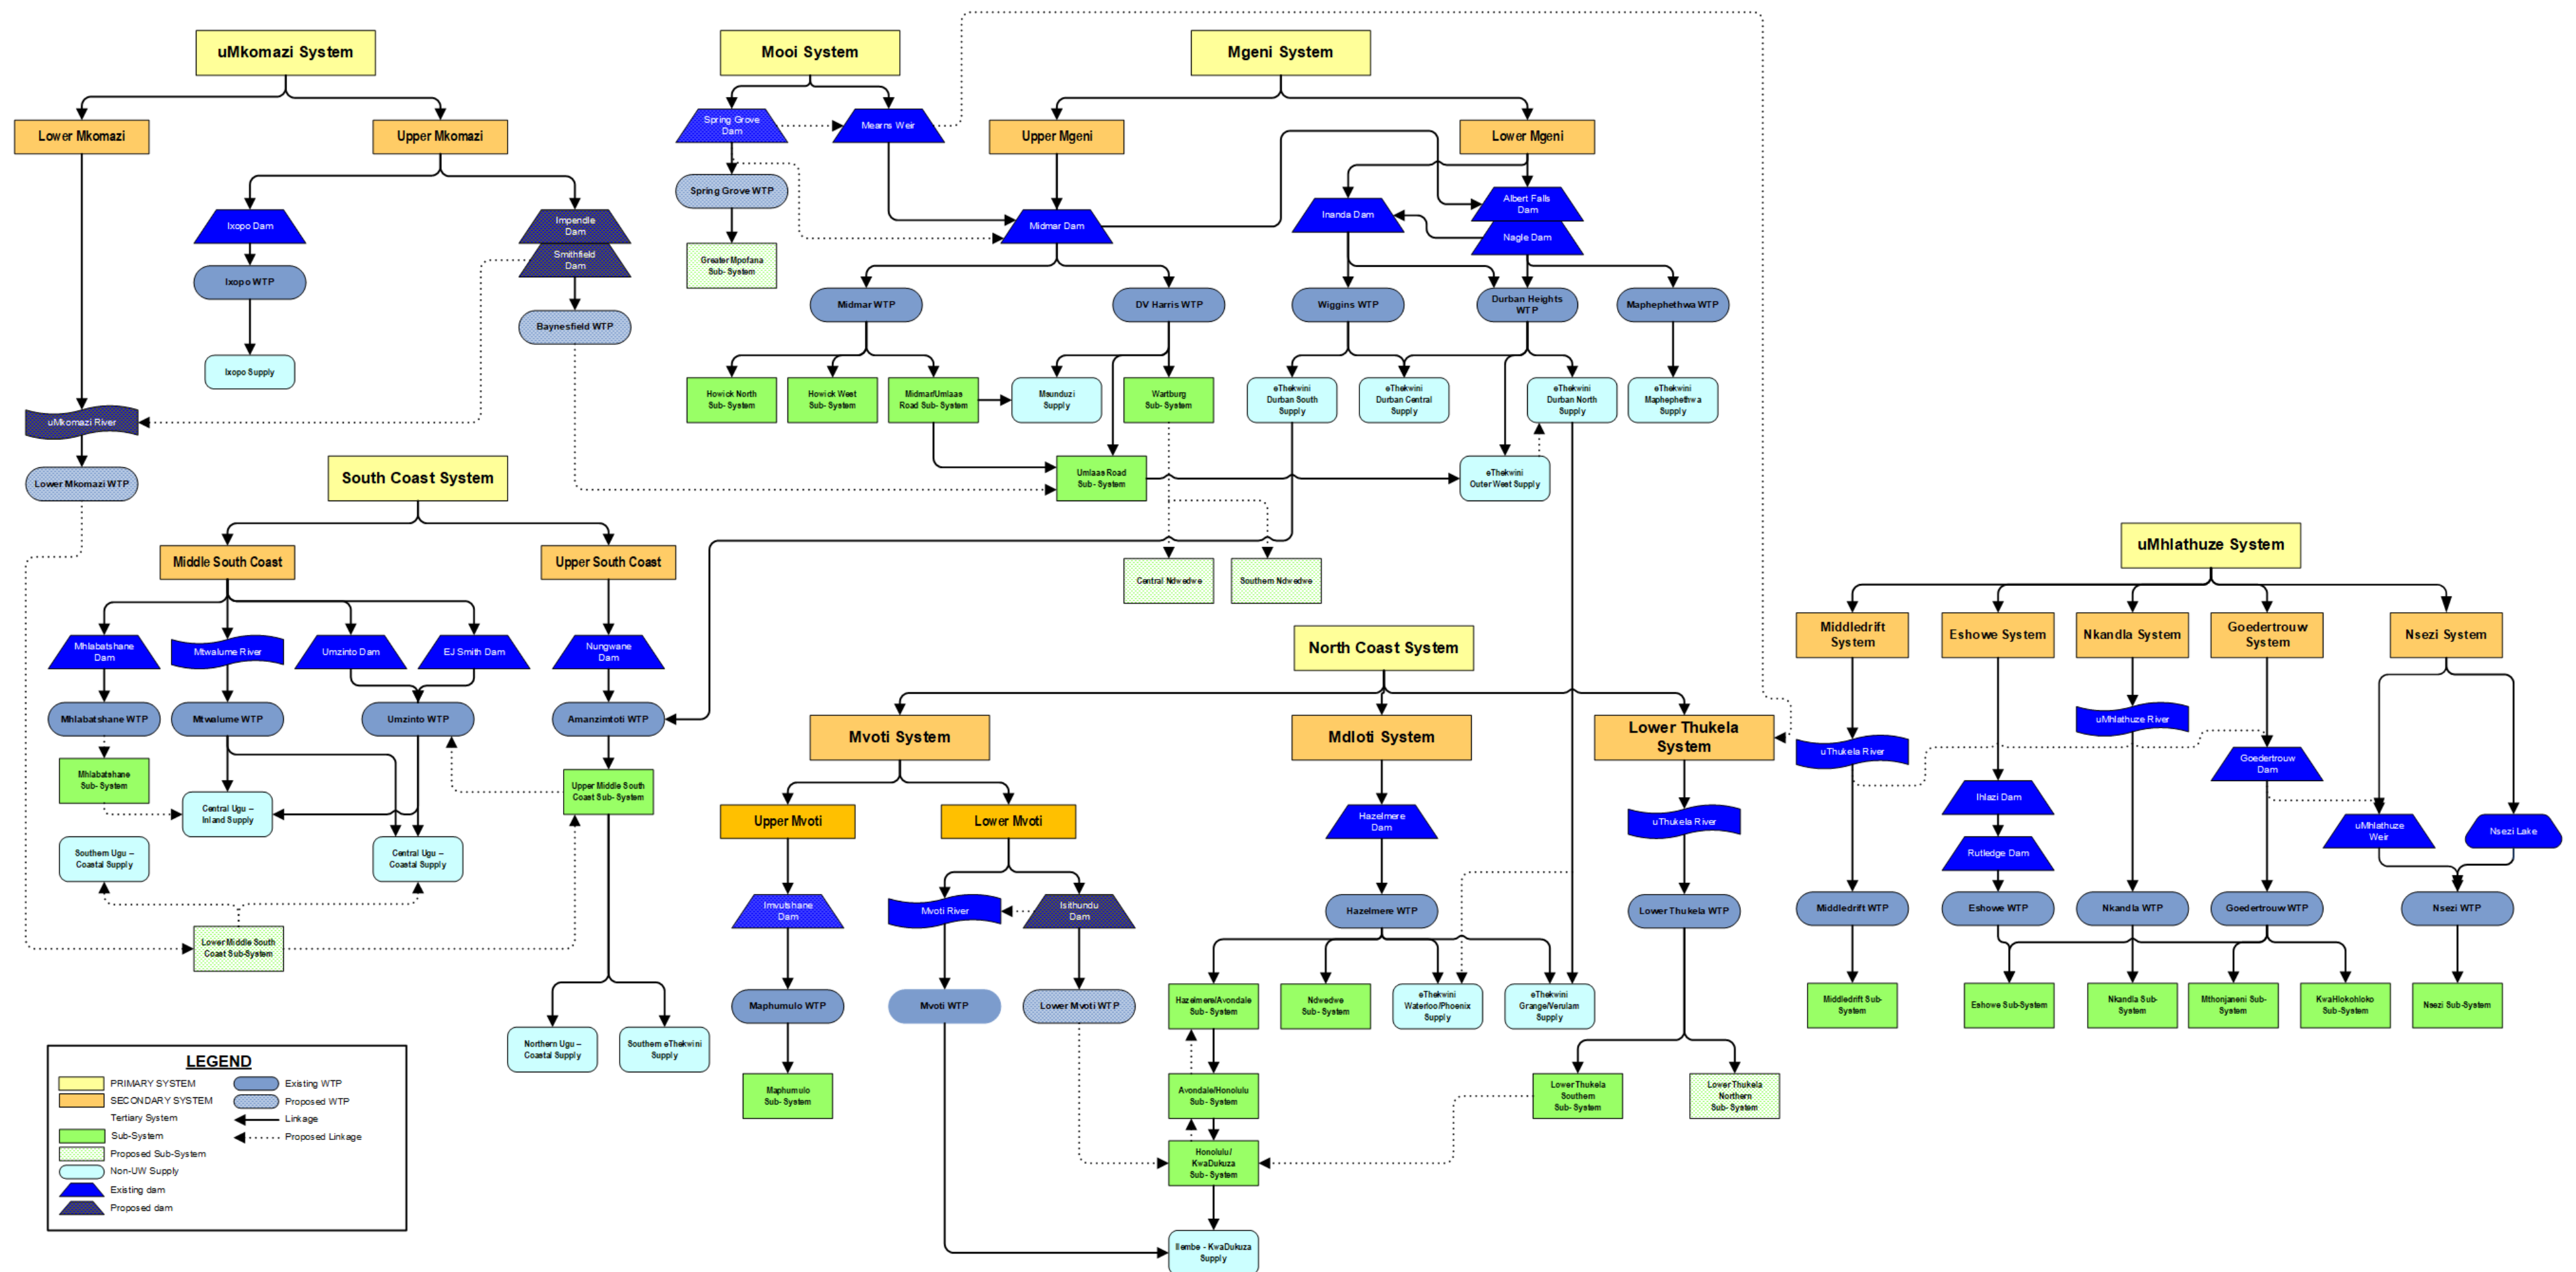 uMkomazi System
Mooi System
Mgeni System
Lower Mkomazi
Upper Mkomazi
Spring Grove
Dam
Mearns Weir
Upper Mgeni
Lower Mgeni
Spring Grove WTP
Ixopo Dam
Impendle
Dam
Smithfield
Dam
Midmar Dam
Inanda Dam
Albert Falls
Dam
Nagle Dam
Greater Mpofana
Sub- System
Ixopo WTP
Baynesfield WTP
Midmar WTP
DV Harris WTP
Wiggins WTP
Durban Heights
WTP
Maphephethwa WTP
Ixopo Supply
Howick North
Sub- System
Howick West
Sub- System
Midmar/Umlaas
Road Sub- System
Msunduzi
Supply
Wartburg
Sub- System
eThekwini
Durban South
Supply
eThekwini
Durban Central
Supply
eThekwini
Durban North
Supply
eThekwini
Maphephethwa
Supply
uMkomazi River
Lower Mkomazi WTP
South Coast System
Umlaas Road
Sub- System
eThekwini
Outer West Supply
Middle South Coast
Upper South Coast
Central Ndwedwe
Southern Ndwedwe
uMhlathuze System
Mhlabatshane
Dam
Mtwalume River
Umzinto Dam
EJ Smith Dam
Nungwane
Dam
North Coast System
Middledrift
System
Eshowe System
Nkandla System
Goedertrouw
System
Nsezi System
Mhlabatshane WTP
Mtwalume WTP
Umzinto WTP
Amanzimtoti WTP
Mvoti System
Mdloti System
Lower Thukela
System
uThukela River
uMhlathuze River
Goedertrouw
Dam
Mhlabatshane
Sub- System
Central Ugu –
Inland Supply
Upper Middle South
Coast Sub- System
Upper Mvoti
Lower Mvoti
Hazelmere
Dam
uThukela River
Ihlazi Dam
Rutledge Dam
uMhlathuze
Weir
Nsezi Lake
Southern Ugu –
Coastal Supply
Central Ugu –
Coastal Supply
Imvutshane
Dam
Mvoti River
Isithundu
Dam
Hazelmere WTP
Lower Thukela WTP
Middledrift WTP
Eshowe WTP
Nkandla WTP
Goedertrouw WTP
Nsezi WTP
Lower Middle South
Coast Sub-System
Maphumulo WTP
Mvoti WTP
Lower Mvoti WTP
Hazelmere/Avondale
Sub- System
Ndwedwe
Sub- System
eThekwini
Waterloo/Phoenix
Supply
eThekwini
Grange/Verulam
Supply
Middledrift Sub-
System
Eshowe Sub-System
Nkandla Sub-
System
Mthonjaneni Sub-
System
KwaHlokohloko
Sub-System
Nsezi Sub-System
Northern Ugu –
Coastal Supply
Southern eThekwini
Supply
Maphumulo
Sub- System
Avondale/Honolulu
Sub- System
Lower Thukela
Southern
Sub- System
Lower Thukela
Northern
Sub- System
Honolulu/
KwaDukuza
Sub- System
Ilembe - KwaDukuza
Supply
LEGEND
PRIMARY SYSTEM
SECONDARY SYSTEM
Tertiary System
Sub-System
Proposed Sub-System
Non-UW Supply
Existing dam
Proposed dam
Existing WTP
Proposed WTP
Linkage
Proposed Linkage